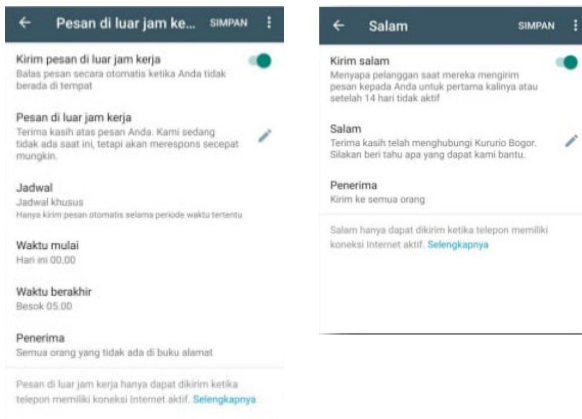 Pesan di luar jam ke... SIMPAN
Kirim pesan di luar jam kerja
Balas pesan secara otomatis ketika Anda tidak
berada di tempat
Pesan di luar jam kerja
Terima kasih atas pesan Anda. Kami sedang
tidak ada saat ini, tetapi akan merespons secepat
mungkin.
Jadwal
Jadwal khusus
Hanya kirim pesan otomatis selama periode waktu tertentu
Waktu mulai
Hari ini 00.00
Waktu berakhir
Besok 05.00
Penerima
Semua orang yang tidak ada di buku alamat
Pesan di luar jam kerja hanya dapat dikirim ketika
telepon memiliki koneksi Internet aktif. Selengkapnya
Salam SIMPAN
Kirim salam
Menyapa pelanggan saat mereka mengirim
pesan kepada Anda untuk pertama kalinya atau
setelah 14 hari tidak aktif
Salam
Terima kasih telah menghubungi Kururio Bogor.
Silakan beri tahu apa yang dapat kami bantu.
Penerima
Kirim ke semua orang
Salam hanya dapat dikirim ketika telepon memiliki
koneksi Internet aktif. Selengkapnya